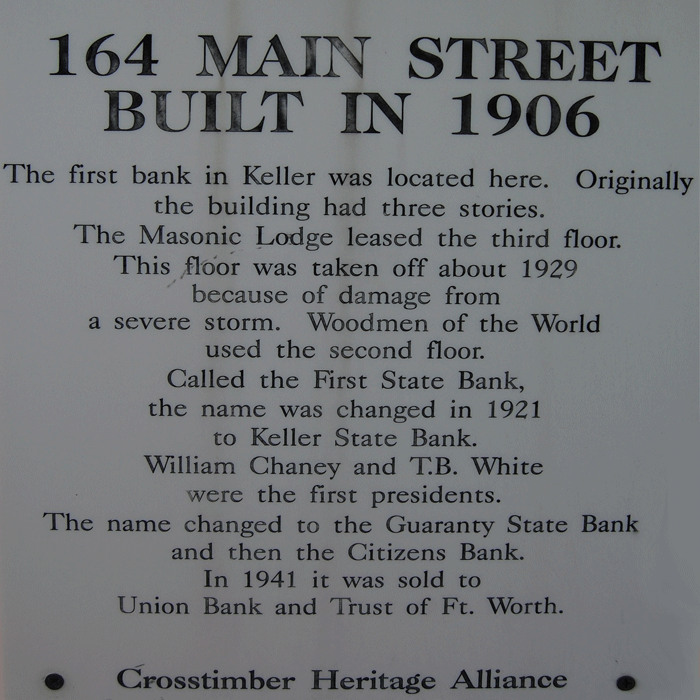 164 MAIN STREET
BUILT IN 1906
The first bank in Keller was located here. Originally
the building had three stories.
The Masonic Lodge leased the third floor.
This floor was taken off about 1929
because of damage from
a severe storm. Woodmen of the World
used the second floor.
Called the First State Bank,
the name was changed in 1921
to Keller State Bank.
William Chaney and T.B. White
were the first presidents.
The name changed to the Guaranty State Bank
and then the Citizens Bank.
In 1941 it was sold to
Union Bank and Trust of Ft. Worth.
Crosstimber Heritage Alliance